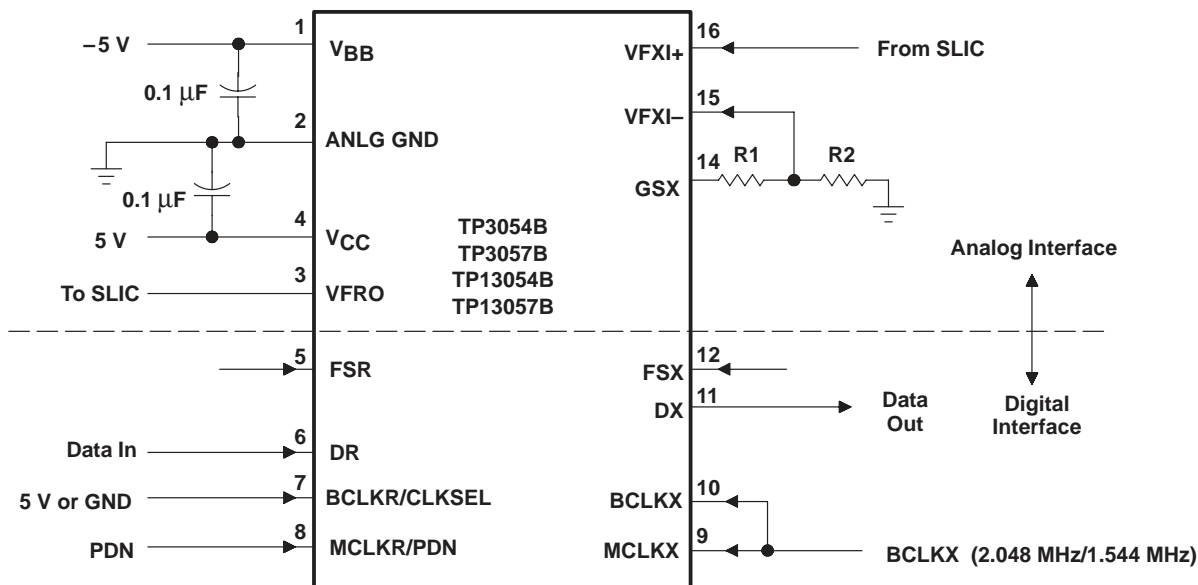 –5 V
1
VBB
0.1 μF
2
ANLG GND
0.1 μF
4
5 V
VCC
3
To SLIC
VFRO
TP3054B
TP3057B
TP13054B
TP13057B
16
VFXI+
From SLIC
15
VFXI–
R1
R2
14
GSX
Analog Interface
5
FSR
12
FSX
11
DX
Data
Out
Digital
Interface
6
Data In
DR
7
5 V or GND
BCLKR/CLKSEL
8
PDN
MCLKR/PDN
10
BCLKX
9
MCLKX
BCLKX (2.048 MHz/1.544 MHz)